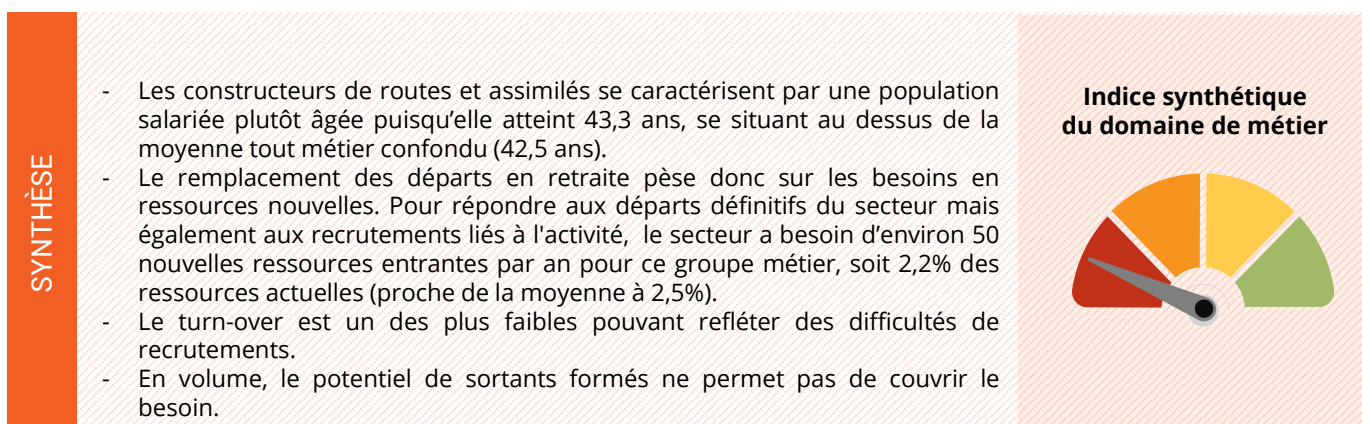 SYNTHÈSE
- Les constructeurs de routes et assimilés se caractérisent par une population
salariée plutôt âgée puisqu’elle atteint 43,3 ans, se situant au dessus de la
moyenne tout métier confondu (42,5 ans).
- Le remplacement des départs en retraite pèse donc sur les besoins en
ressources nouvelles. Pour répondre aux départs définitifs du secteur mais
également aux recrutements liés à l'activité, le secteur a besoin d’environ 50
nouvelles ressources entrantes par an pour ce groupe métier, soit 2,2% des
ressources actuelles (proche de la moyenne à 2,5%).
- Le turn-over est un des plus faibles pouvant refléter des difficultés de
recrutements.
- En volume, le potentiel de sortants formés ne permet pas de couvrir le
besoin.
Indice synthétique
du domaine de métier